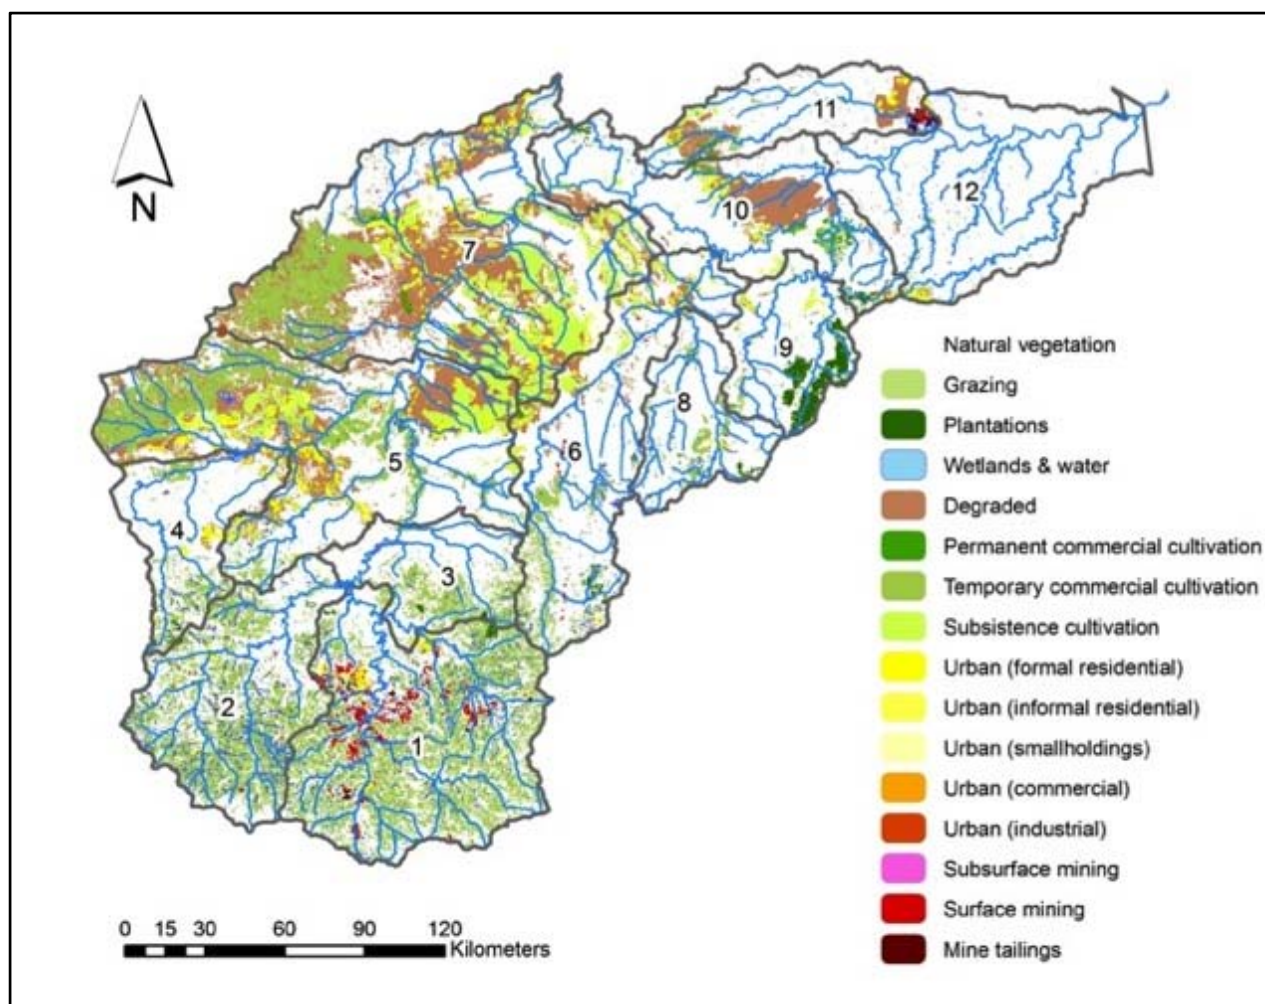 N
11
12
10
7
9
8
6
5
4
3
2
1
Natural vegetation
Grazing
Plantations
Wetlands & water
Degraded
Permanent commercial cultivation
Temporary commercial cultivation
Subsistence cultivation
Urban (formal residential)
Urban (informal residential)
Urban (smallholdings)
Urban (commercial)
Urban (industrial)
Subsurface mining
Surface mining
Mine tailings
0 15 30 60 90 120
Kilometers